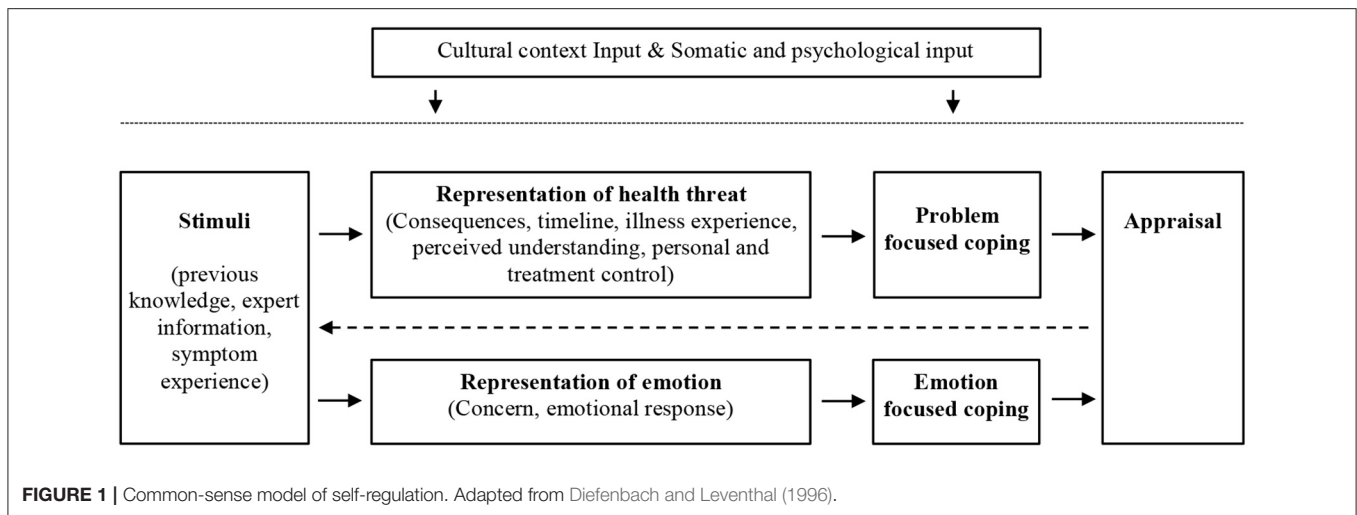 Cultural context Input & Somatic and psychological input
Stimuli
(previous
knowledge, expert
information,
symptom
experience)
Representation of health threat
(Consequences, timeline, illness experience,
perceived understanding, personal and
treatment control)
Problem
focused coping
Appraisal
Representation of emotion
(Concern, emotional response)
Emotion
focused coping
FIGURE 1 | Common-sense model of self-regulation. Adapted from Diefenbach and Leventhal (1996).